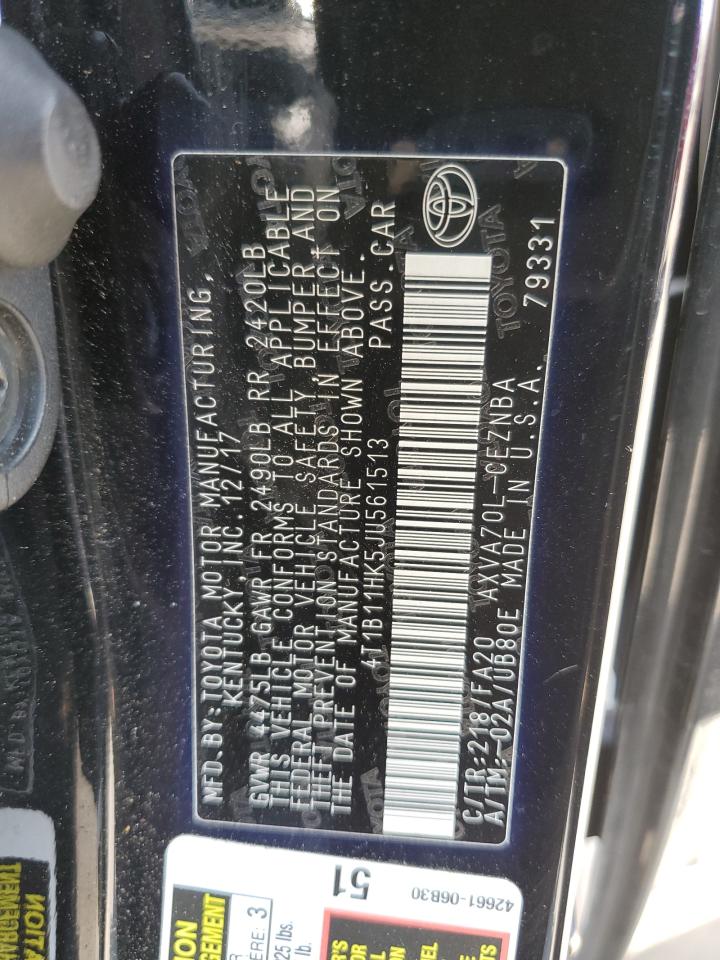 MFD.BY:TOYOTA MOTOR MANUFACTURING,
KENTUCKY,INC.12/17
GVWR 4475LB GAWR FR 2490LB RR 2420LB
THIS VEHICLE CONFORMS TO ALL APPLICABLE
FEDERAL MOTOR VEHICLE SAFETY, BUMPER AND
THEFT PREVENTION STANDARDS IN EFFECT ON
THE DATE OF MANUFACTURE SHOWN ABOVE.
4T1B11HK5JU561513 PASS.CAR
C/TR:218/FA20 AXVA70L-CEZNBA
A/TM:-02A/UB80E MADE IN U.S.A. 79331
TOYOTA
51
42661-06B30